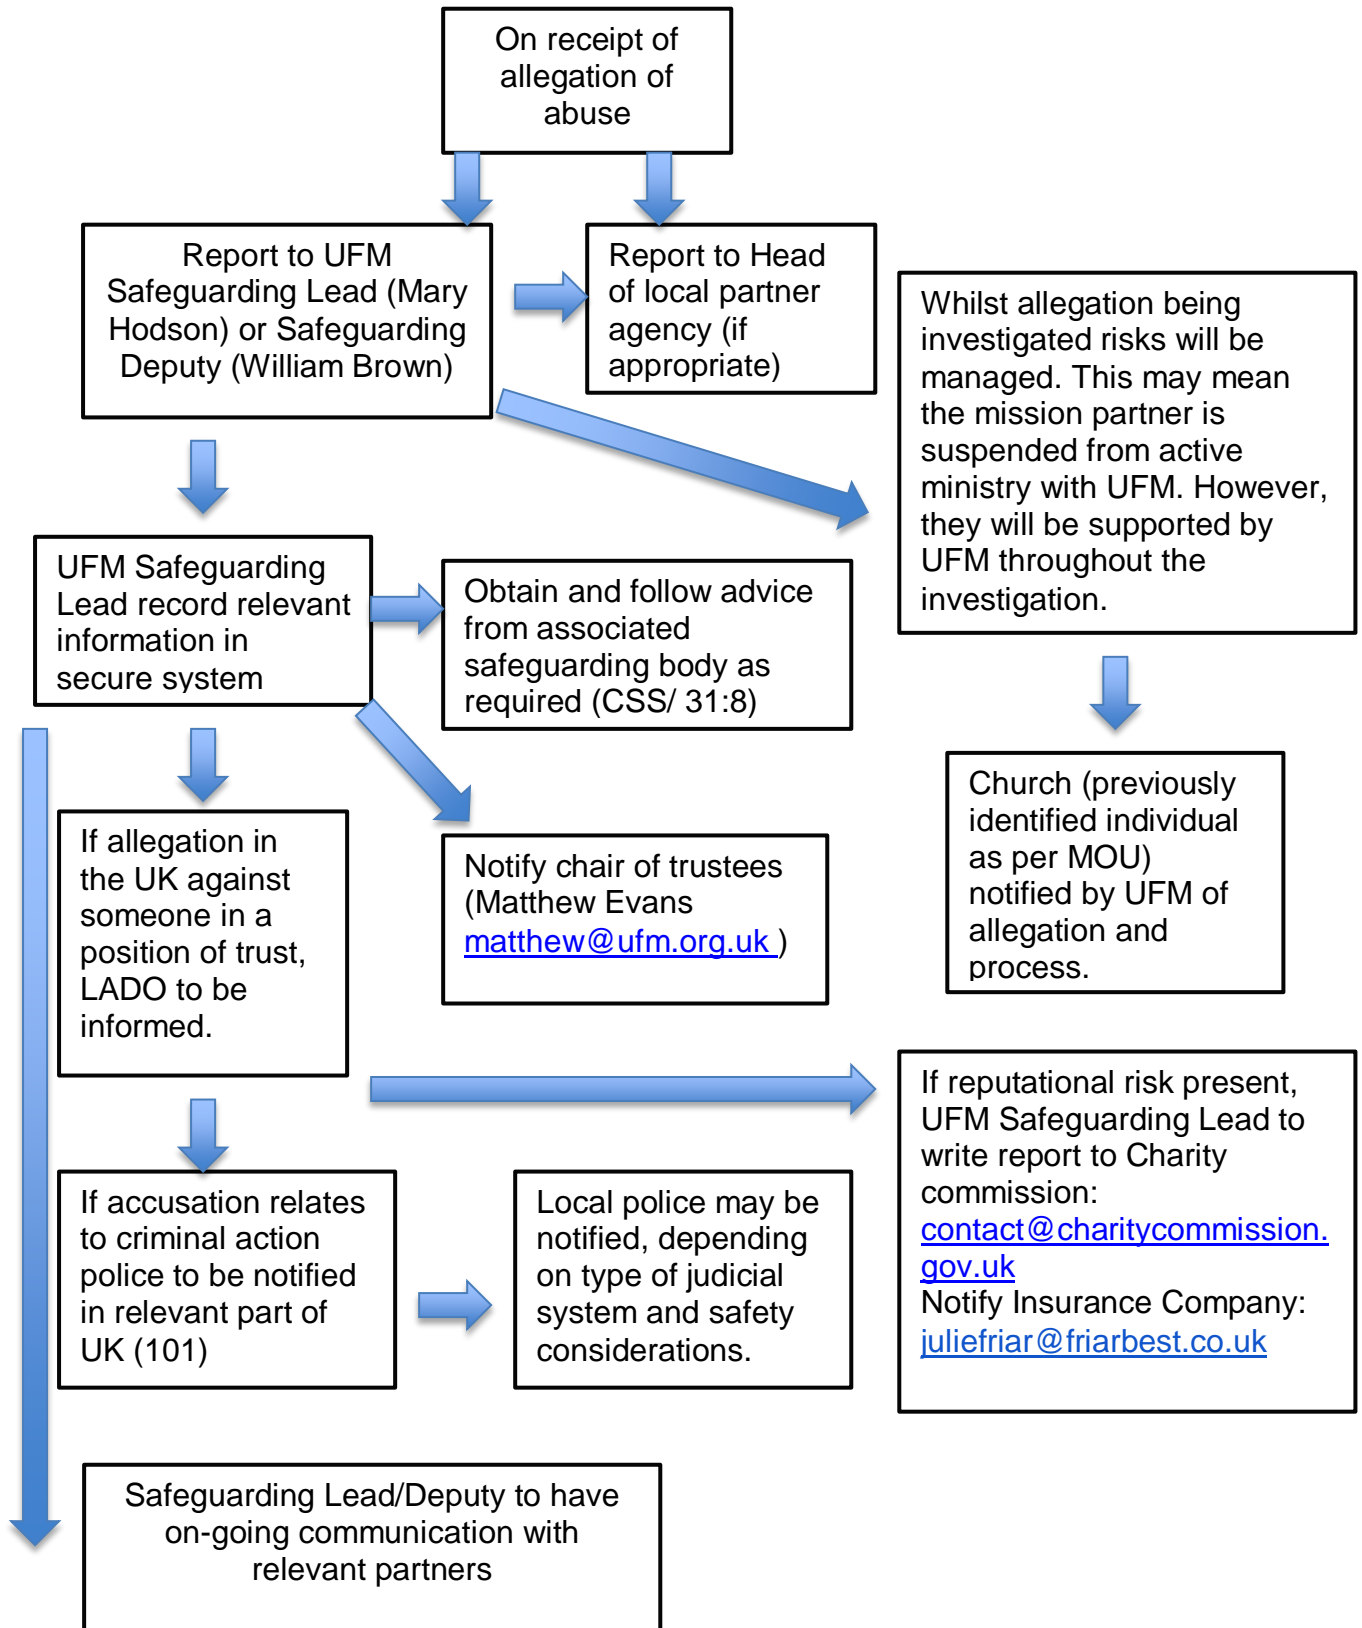 On receipt of
allegation of
abuse
Report to UFM
Safeguarding Lead (Mary
Hodson) or Safeguarding
Deputy (William Brown)
Report to Head
of local partner
agency (if
appropriate)
Whilst allegation being
investigated risks will be
managed. This may mean
the mission partner is
suspended from active
ministry with UFM. However,
they will be supported by
UFM throughout the
investigation.
UFM Safeguarding
Lead record relevant
information in
secure system
Obtain and follow advice
from associated
safeguarding body as
required (CSS/ 31:8)
Church (previously
identified individual
as per MOU)
notified by UFM of
allegation and
process.
If allegation in
the UK against
someone in a
position of trust,
LADO to be
informed.
Notify chair of trustees
(Matthew Evans
matthew@ufm.org.uk )
If reputational risk present,
UFM Safeguarding Lead to
write report to Charity
commission:
contact@charitycommission.
gov.uk
Notify Insurance Company:
juliefriar@friarbest.co.uk
If accusation relates
to criminal action
police to be notified
in relevant part of
UK (101)
Local police may be
notified, depending
on type of judicial
system and safety
considerations.
Safeguarding Lead/Deputy to have
on-going communication with
relevant partners